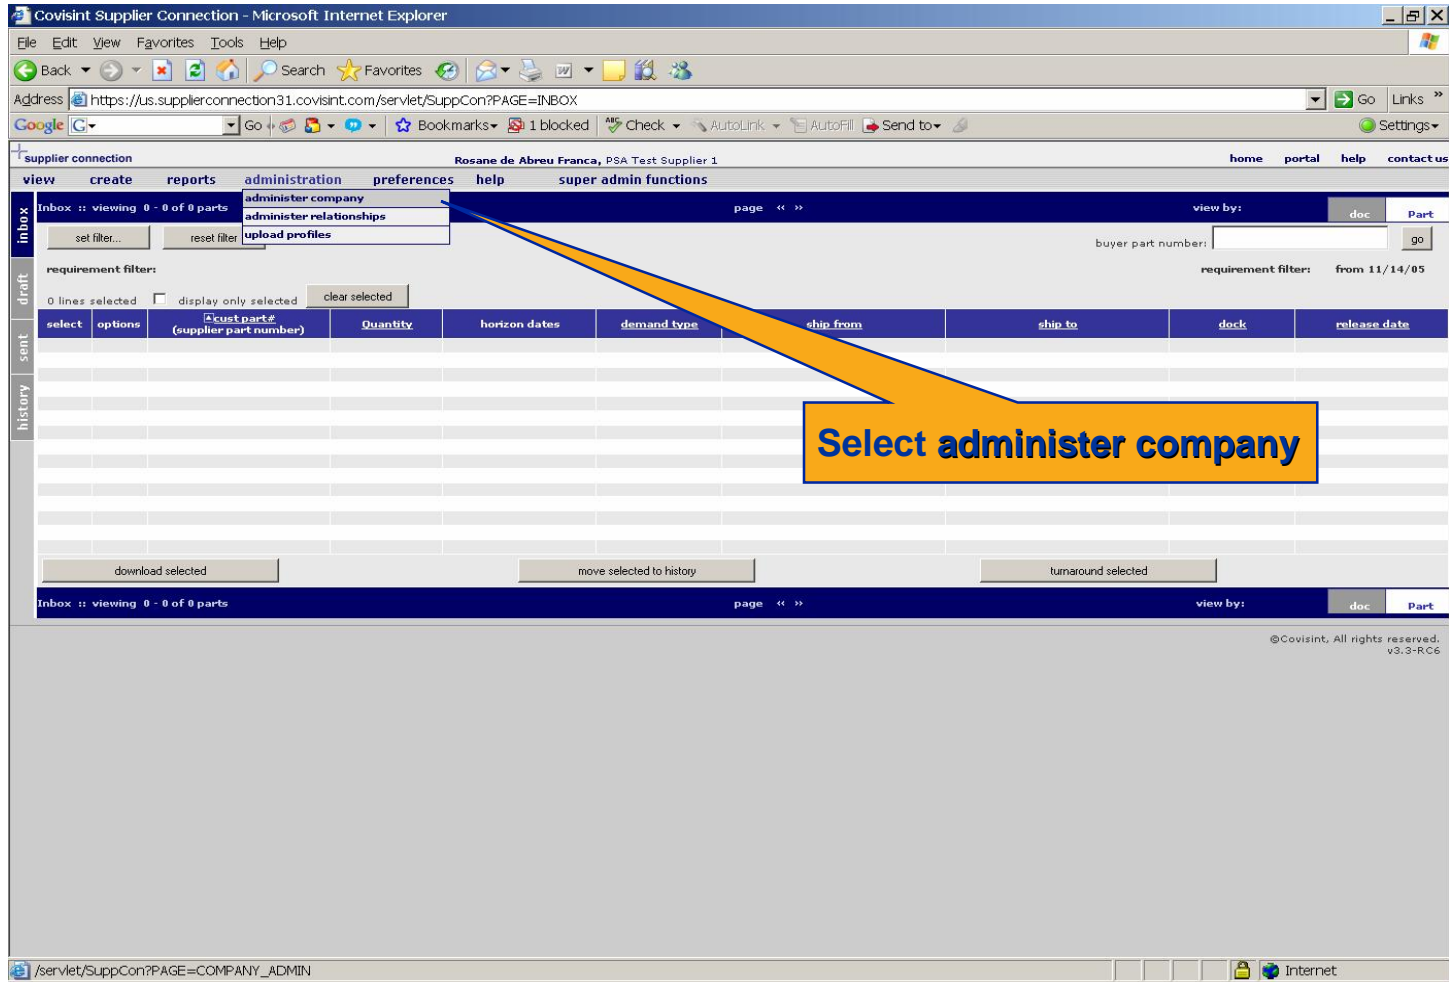 Covisint Supplier Connection - Microsoft Internet Explorer
File Edit View Favorites Tools Help
Back Search Favorites
Address https://us.supplierconnection31.covisint.com/servlet/SuppCon?PAGE=INBOX Go Links »
Google G Go Bookmarks 1 blocked ABC Check AutoLink AutoFill Send to Settings
supplier connection Rosane de Abreu Franca, PSA Test Supplier 1 home portal help contact us
view create reports administration preferences help super admin functions
administer company
administer relationships
upload profiles
inbox
draft
sent
history
Inbox :: viewing 0 - 0 of 0 parts page « » view by: doc Part
set filter... reset filter buyer part number: go
requirement filter: requirement filter: from 11/14/05
0 lines selected display only selected clear selected
select options cust part# (supplier part number) Quantity horizon dates demand type ship from ship to dock release date
Select administer company
download selected move selected to history turnaround selected
Inbox :: viewing 0 - 0 of 0 parts page « » view by: doc Part
©Covisint, All rights reserved.
v3.3-RC6
/servlet/SuppCon?PAGE=COMPANY_ADMIN Internet